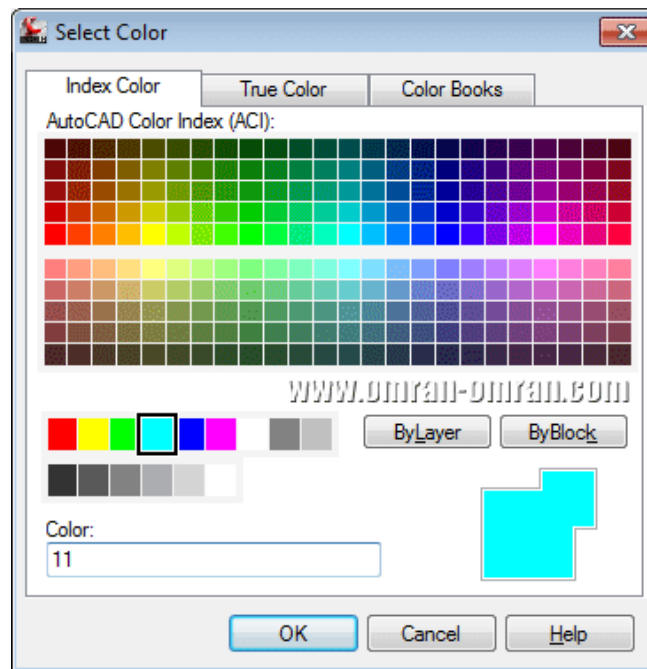 Select Color
Index Color
True Color
Color Books
AutoCAD Color Index (ACI):
www.omran-omran.com
ByLayer
ByBlock
Color:
11
OK
Cancel
Help